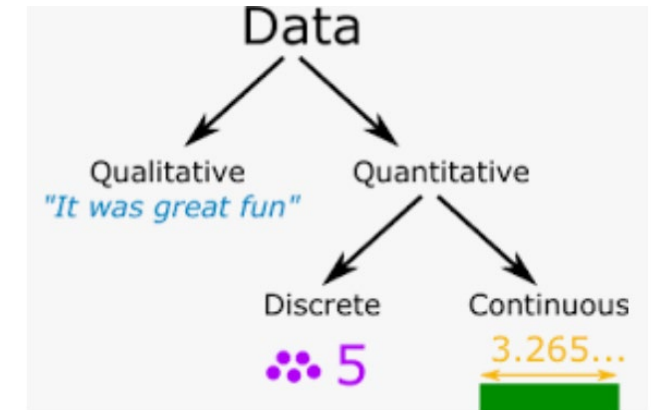 Data
Qualitative
"It was great fun"
Quantitative
Discrete
5
Continuous
3.265...